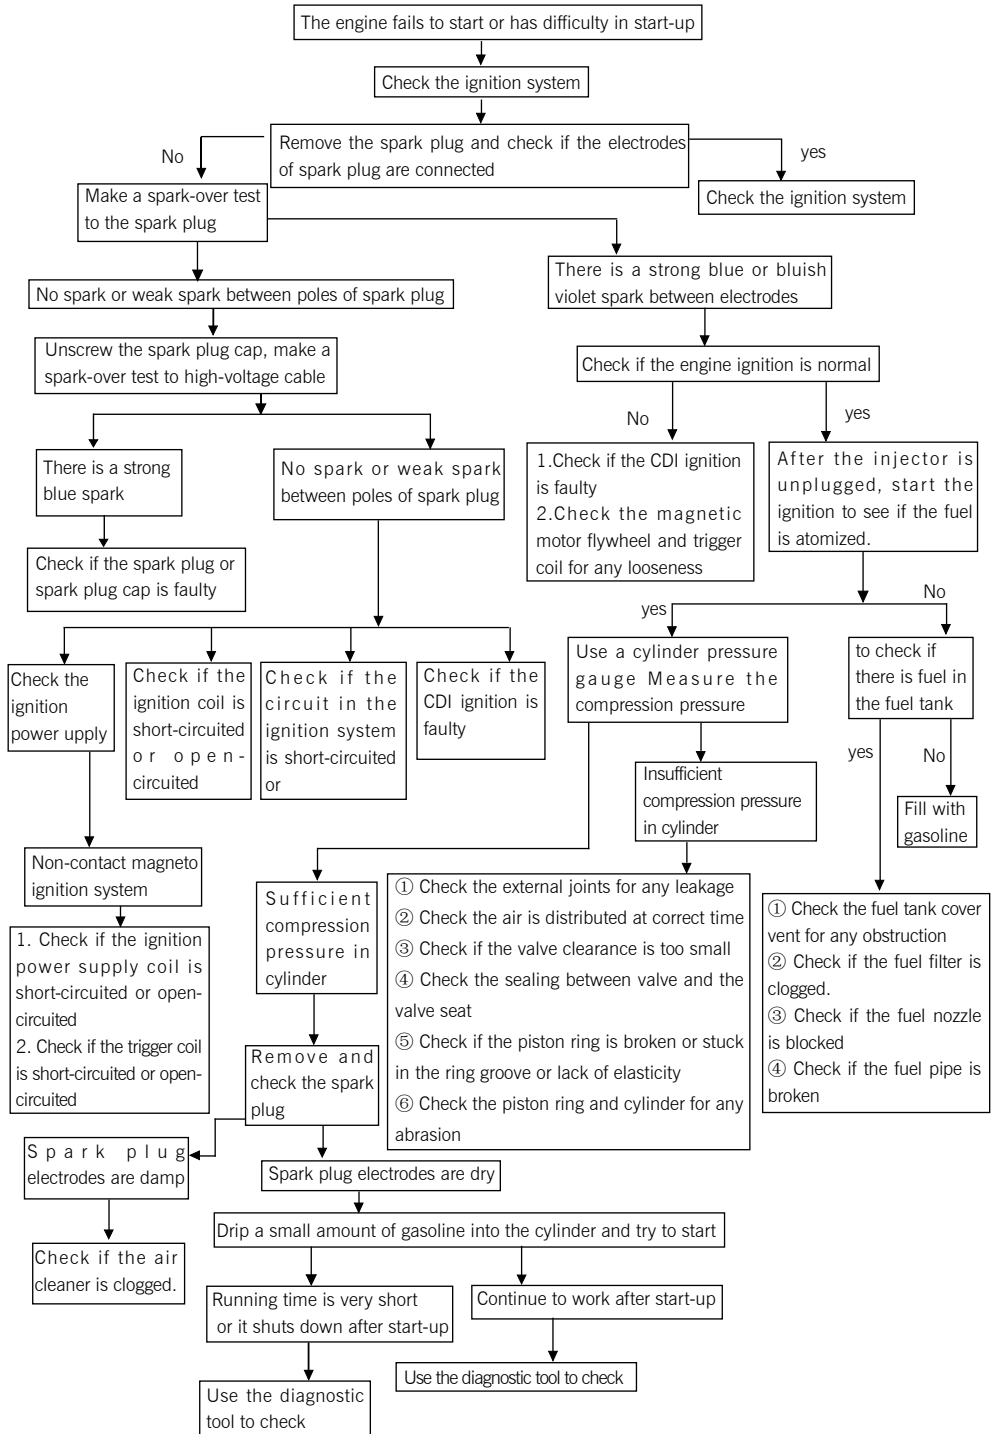 The engine fails to start or has difficulty in start-up
Check the ignition system
Remove the spark plug and check if the electrodes
of spark plug are connected
No
yes
Make a spark-over test
to the spark plug
Check the ignition system
There is a strong blue or bluish
violet spark between electrodes
No spark or weak spark between poles of spark plug
Unscrew the spark plug cap, make a
spark-over test to high-voltage cable
Check if the engine ignition is normal
No
yes
There is a strong
blue spark
No spark or weak spark
between poles of spark plug
1.Check if the CDI ignition
is faulty
2.Check the magnetic
motor flywheel and trigger
coil for any looseness
After the injector is
unplugged, start the
ignition to see if the fuel
is atomized.
Check if the spark plug or
spark plug cap is faulty
yes
No
Check the
ignition
power upply
Check if the
ignition coil is
short-circuited
or open-
circuited
Check if the
circuit in the
ignition system
is short-circuited
or
Check if the
CDI ignition is
faulty
Use a cylinder pressure
gauge Measure the
compression pressure
to check if
there is fuel in
the fuel tank
yes
No
Insufficient
compression pressure
in cylinder
Fill with
gasoline
Non-contact magneto
ignition system
Sufficient
compression
pressure in
cylinder
① Check the external joints for any leakage
② Check the air is distributed at correct time
③ Check if the valve clearance is too small
④ Check the sealing between valve and the
valve seat
⑤ Check if the piston ring is broken or stuck
in the ring groove or lack of elasticity
⑥ Check the piston ring and cylinder for any
abrasion
① Check the fuel tank cover
vent for any obstruction
② Check if the fuel filter is
clogged.
③ Check if the fuel nozzle
is blocked
④ Check if the fuel pipe is
broken
1. Check if the ignition
power supply coil is
short-circuited or open-
circuited
2. Check if the trigger coil
is short-circuited or open-
circuited
Remove and
check the spark
plug
Spark plug
electrodes are damp
Spark plug electrodes are dry
Drip a small amount of gasoline into the cylinder and try to start
Check if the air
cleaner is clogged.
Running time is very short
or it shuts down after start-up
Continue to work after start-up
Use the diagnostic tool to check
Use the diagnostic
tool to check